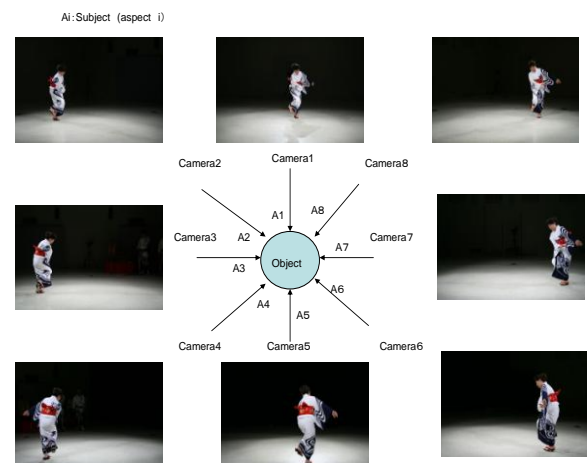 Ai:Subject (aspect i)
Camera1
Camera2
Camera8
A1
A8
A2
Camera3
A7
Camera7
Object
A3
A6
A4
A5
Camera4
Camera5
Camera6